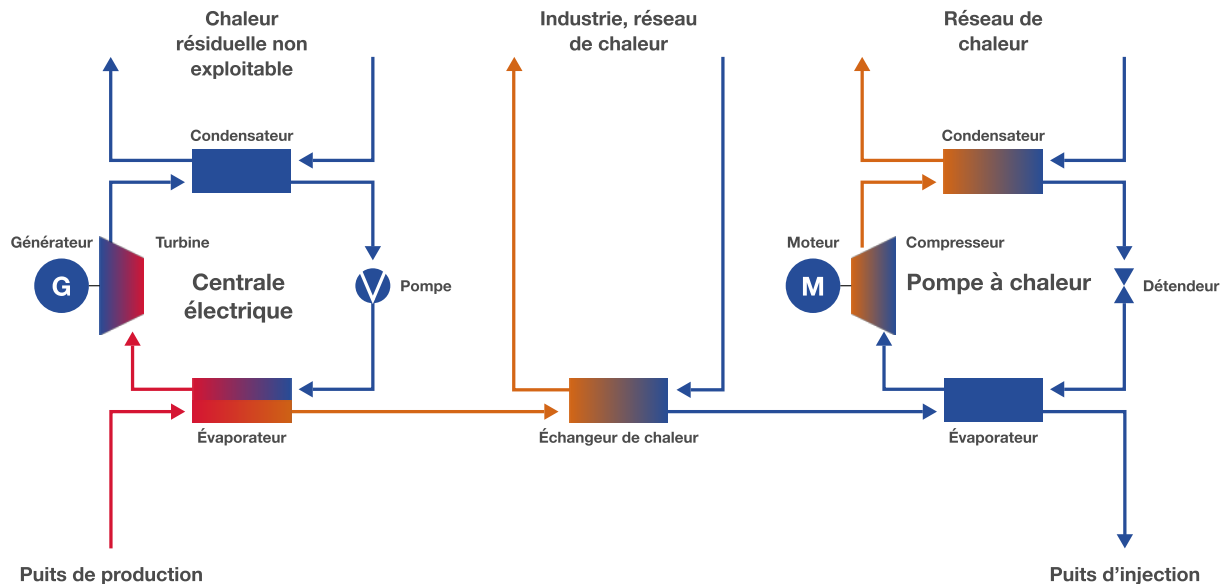 Chaleur
résiduelle non
exploitable
Industrie, réseau
de chaleur
Réseau de
chaleur
Condensateur
Condensateur
Générateur
Turbine
G
Centrale
électrique
Pompe
Moteur
Compresseur
M
Pompe à chaleur
Détendeur
Évaporateur
Échangeur de chaleur
Évaporateur
Puits de production
Puits d’injection